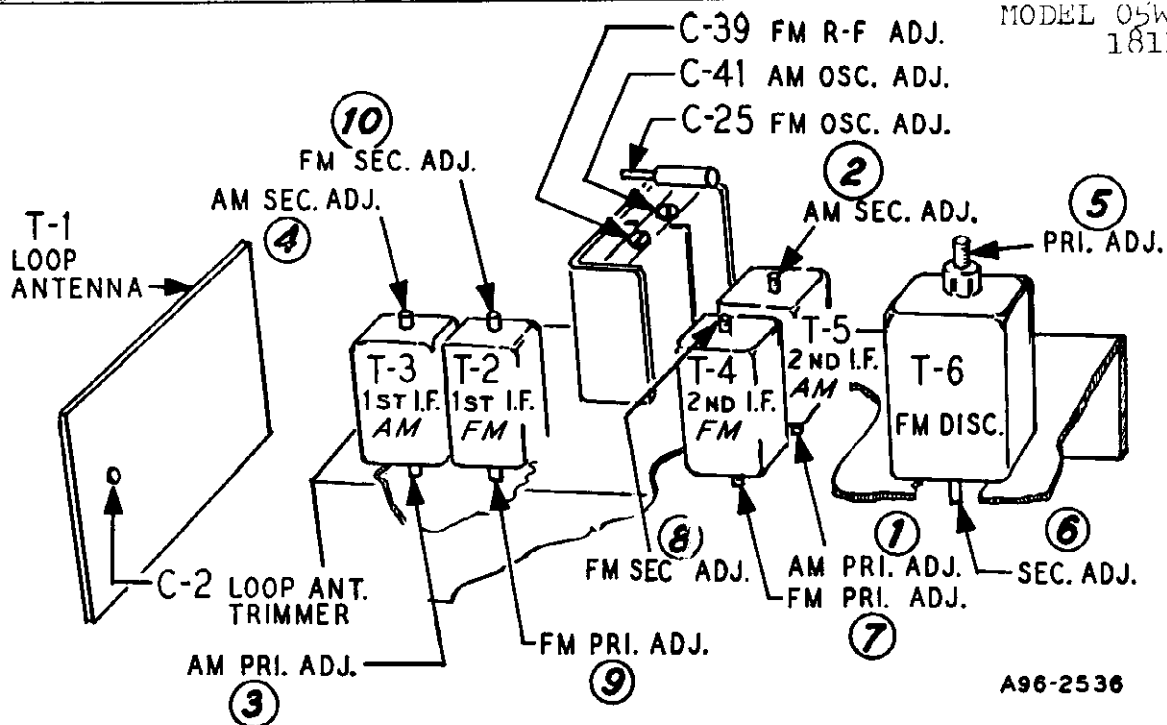 MODEL 05W
181
C-39 FM R-F ADJ.
C-41 AM OSC. ADJ.
C-25 FM OSC. ADJ.
10
FM SEC. ADJ.
2
AM SEC. ADJ.
AM SEC. ADJ.
4
5
PRI. ADJ.
T-1
LOOP
ANTENNA
T-3
1ST I.F.
AM
T-2
1ST I.F.
FM
T-4
2ND I.F.
FM
T-5
2ND I.F.
AM
T-6
FM DISC.
C-2 LOOP ANT.
TRIMMER
8
FM SEC ADJ.
1
AM PRI. ADJ.
FM PRI. ADJ.
7
6
SEC. ADJ.
AM PRI. ADJ.
3
FM PRI. ADJ.
9
A96-2536